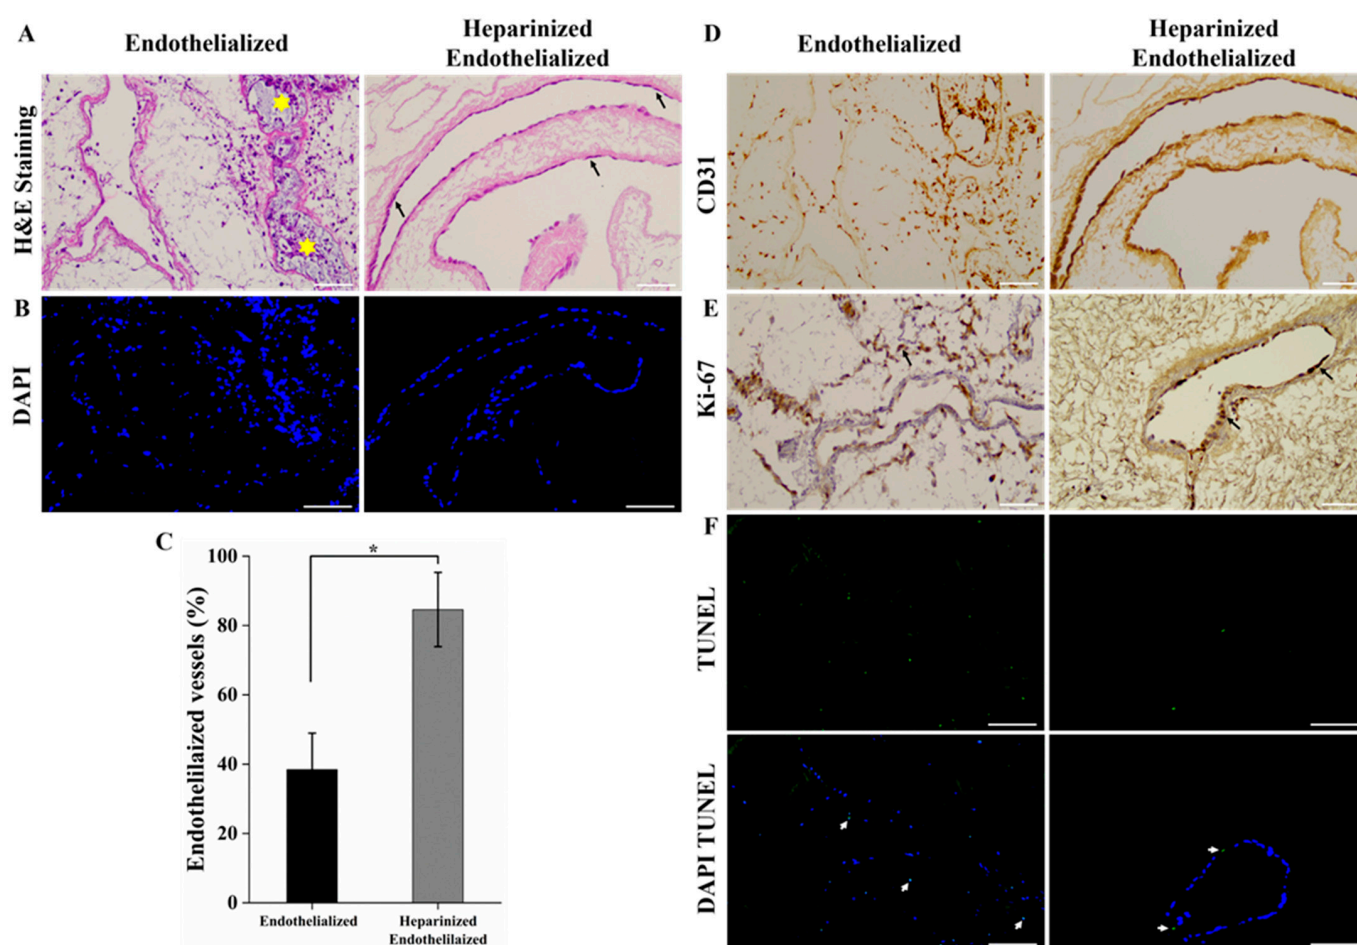 A
Endothelialized
Heparinized
Endothelialized
H&E Staining
B
DAPI
C
*
Endothelilaized vessels (%)
100
80
60
40
20
0
Endothelialized
Heparinized
Endothelilaized
D
Endothelialized
Heparinized
Endothelialized
CD31
E
Ki-67
F
TUNEL
DAPI TUNEL